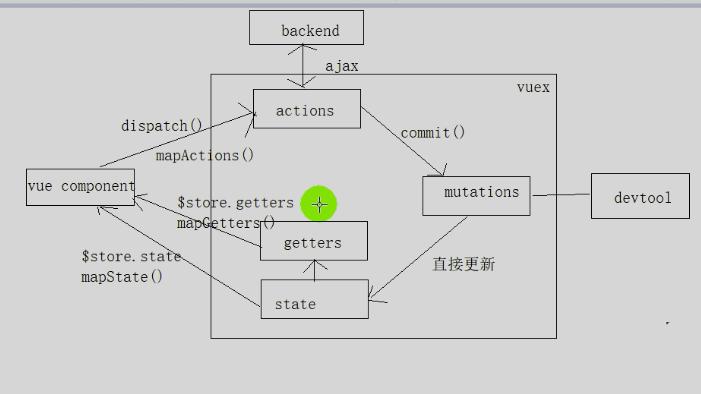 backend
ajax
vuex
actions
dispatch()
commit()
mapActions()
vue component
mutations
devtool
$store.getters
mapGetters()
getters
$store.state
mapState()
直接更新
state